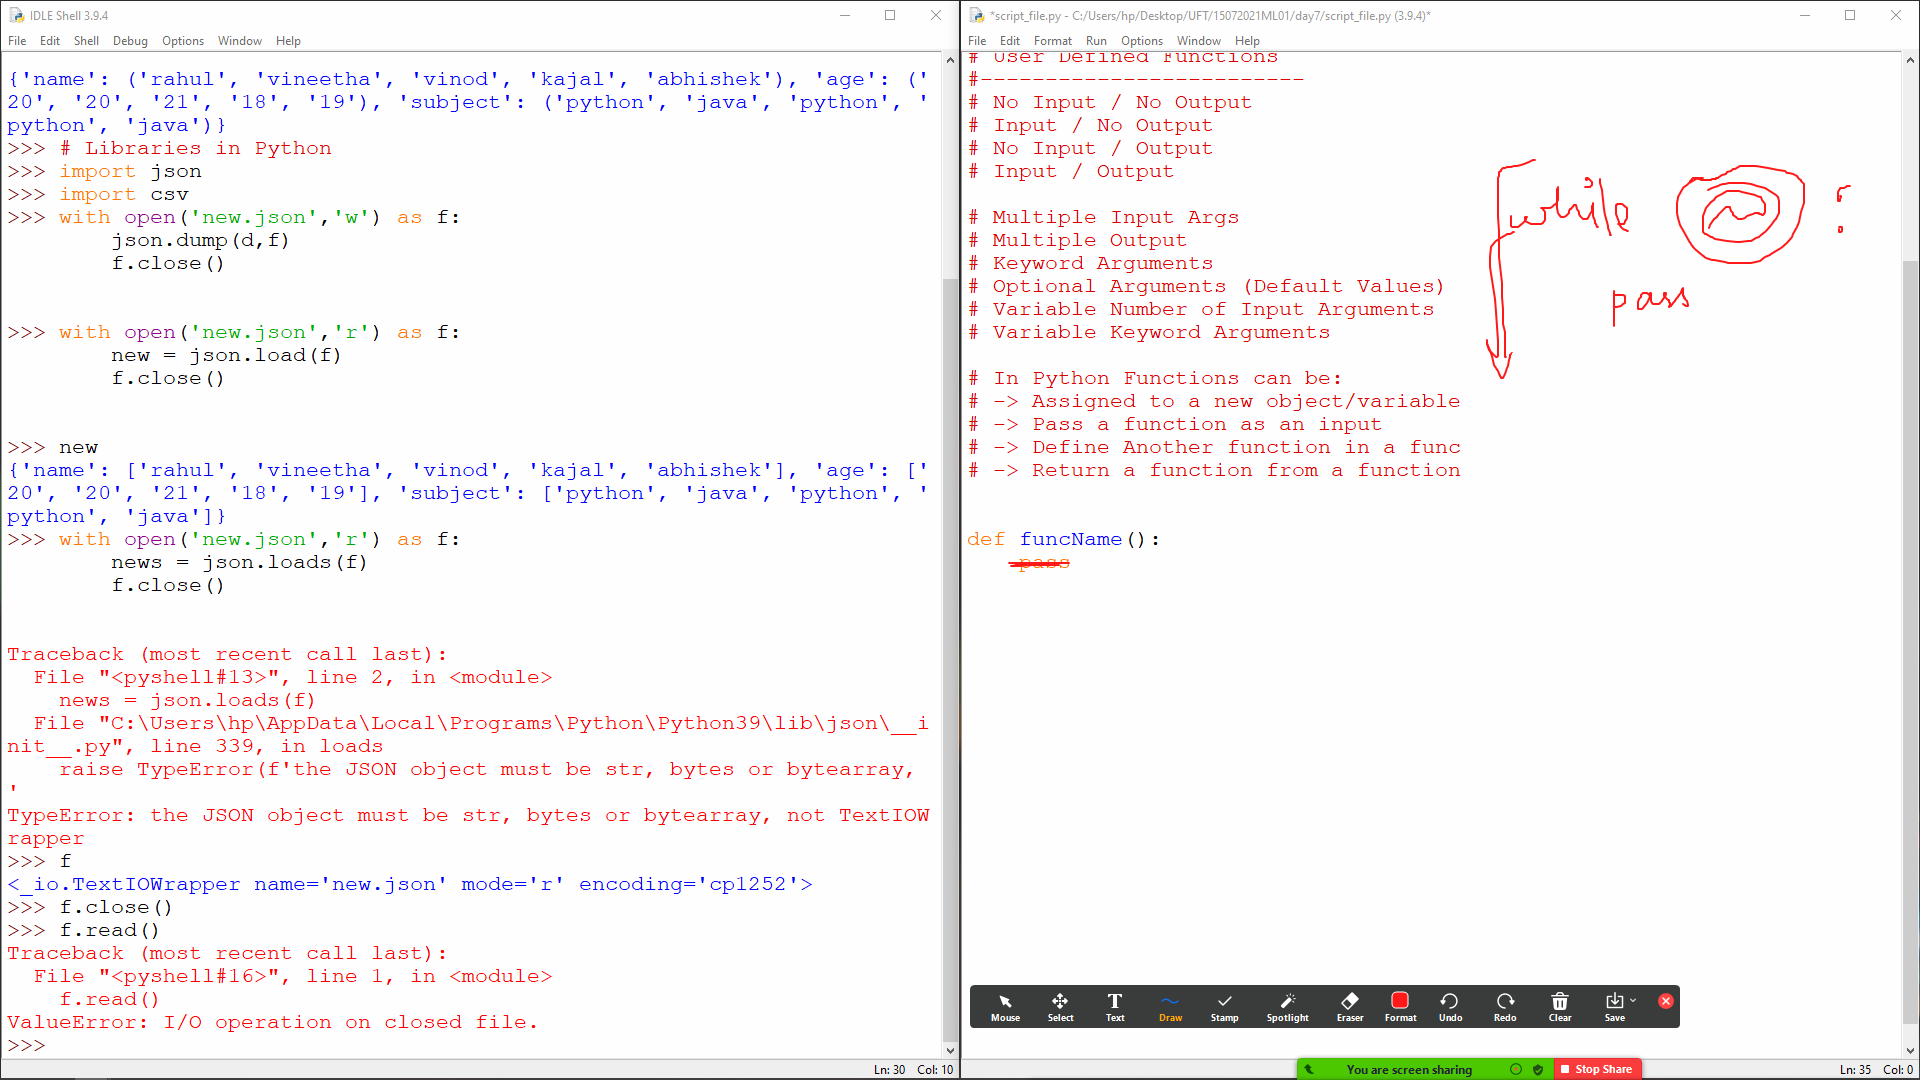 IDLE Shell 3.9.4
File Edit Shell Debug Options Window Help
{'name': ('rahul', 'vineetha', 'vinod', 'kajal', 'abhishek'), 'age': ('
20', '20', '21', '18', '19'), 'subject': ('python', 'java', 'python', '
python', 'java')}
>>> # Libraries in Python
>>> import json
>>> import csv
>>> with open('new.json','w') as f:
        json.dump(d,f)
        f.close()
>>> with open('new.json','r') as f:
        new = json.load(f)
        f.close()
>>> new
{'name': ['rahul', 'vineetha', 'vinod', 'kajal', 'abhishek'], 'age': ['
20', '20', '21', '18', '19'], 'subject': ['python', 'java', 'python', '
python', 'java']}
>>> with open('new.json','r') as f:
        news = json.loads(f)
        f.close()
Traceback (most recent call last):
  File "<pyshell#13>", line 2, in <module>
    news = json.loads(f)
  File "C:\Users\hp\AppData\Local\Programs\Python\Python39\lib\json\__i
nit__.py", line 339, in loads
    raise TypeError(f'the JSON object must be str, bytes or bytearray,
'
TypeError: the JSON object must be str, bytes or bytearray, not TextIOW
rapper
>>> f
<_io.TextIOWrapper name='new.json' mode='r' encoding='cp1252'>
>>> f.close()
>>> f.read()
Traceback (most recent call last):
  File "<pyshell#16>", line 1, in <module>
    f.read()
ValueError: I/O operation on closed file.
>>>
Ln: 30 Col: 10
*script_file.py - C:/Users/hp/Desktop/UFT/15072021ML01/day7/script_file.py (3.9.4)*
File Edit Format Run Options Window Help
# User Defined Functions
#-------------------------
# No Input / No Output
# Input / No Output
# No Input / Output
# Input / Output
# Multiple Input Args
# Multiple Output
# Keyword Arguments
# Optional Arguments (Default Values)
# Variable Number of Input Arguments
# Variable Keyword Arguments
# In Python Functions can be:
# -> Assigned to a new object/variable
# -> Pass a function as an input
# -> Define Another function in a func
# -> Return a function from a function
def funcName():
    pass
while :
pass
Mouse Select Text Draw Stamp Spotlight Eraser Format Undo Redo Clear Save
You are screen sharing Stop Share
Ln: 35 Col: 0